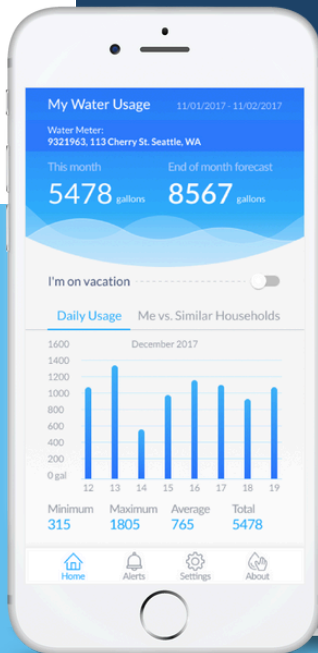 My Water Usage 11/01/2017 - 11/02/2017
Water Meter:
9321963, 113 Cherry St. Seattle, WA
This month End of month forecast
5478 gallons 8567 gallons
I'm on vacation
Daily Usage Me vs. Similar Households
1600 December 2017
1400
1200
1000
800
600
400
200
0 gal
12 13 14 15 16 17 18 19
Minimum Maximum Average Total
315 1805 765 5478
Home Alerts Settings About